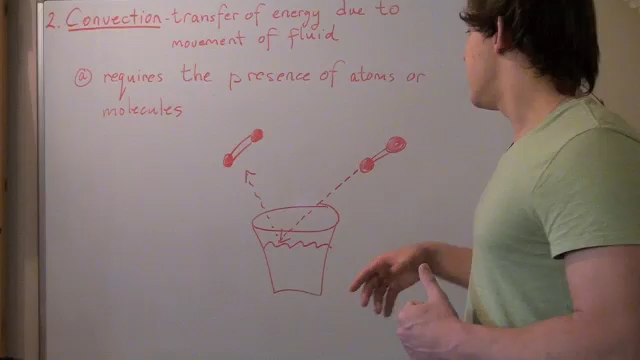 2. Convection - transfer of energy due to
movement of fluid
ⓐ requires the presence of atoms or
molecules